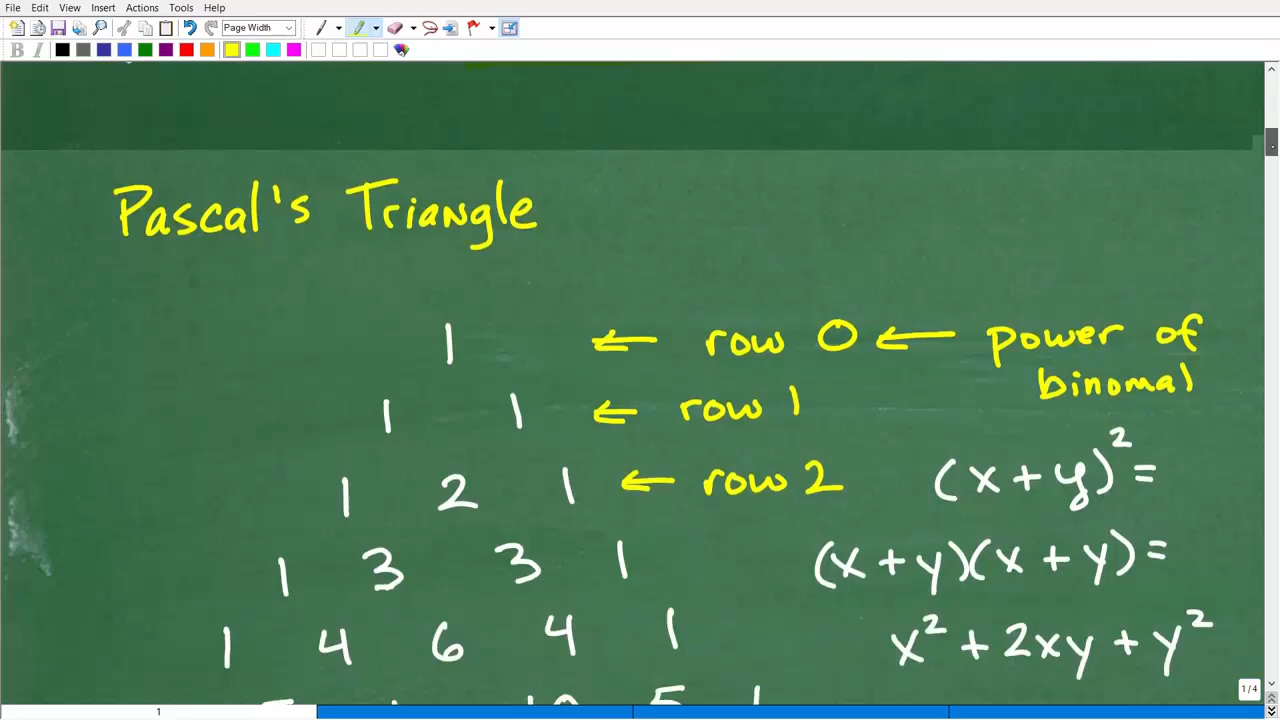 File Edit View Insert Actions Tools Help
Page Width
B I
Pascal's Triangle
1 ← row 0 ← power of
binomal
1 1 ← row 1
1 2 1 ← row 2 (x+y)²=
1 3 3 1 (x+y)(x+y)=
1 4 6 4 1 x²+2xy+y²
5 1
1/4
1